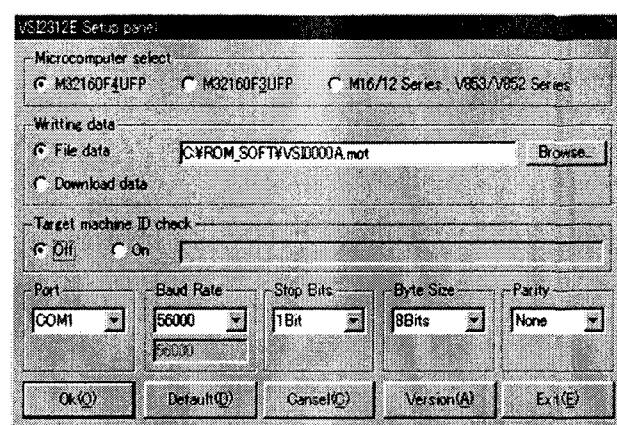 VSI2312E Setup panel
Microcomputer select
M32160F4UFP M32160F3UFP M16/12 Series , V853/V852 Series
Writting data
File data C:¥ROM_SOFT¥VSI000A.mot Browse...
Download data
Target machine ID check
Off On
Port Baud Rate Stop Bits Byte Size Parity
COM1 56000 1Bit 8Bits None
56000
Ok(O) Default(D) Cansel(C) Version(A) Exit(E)